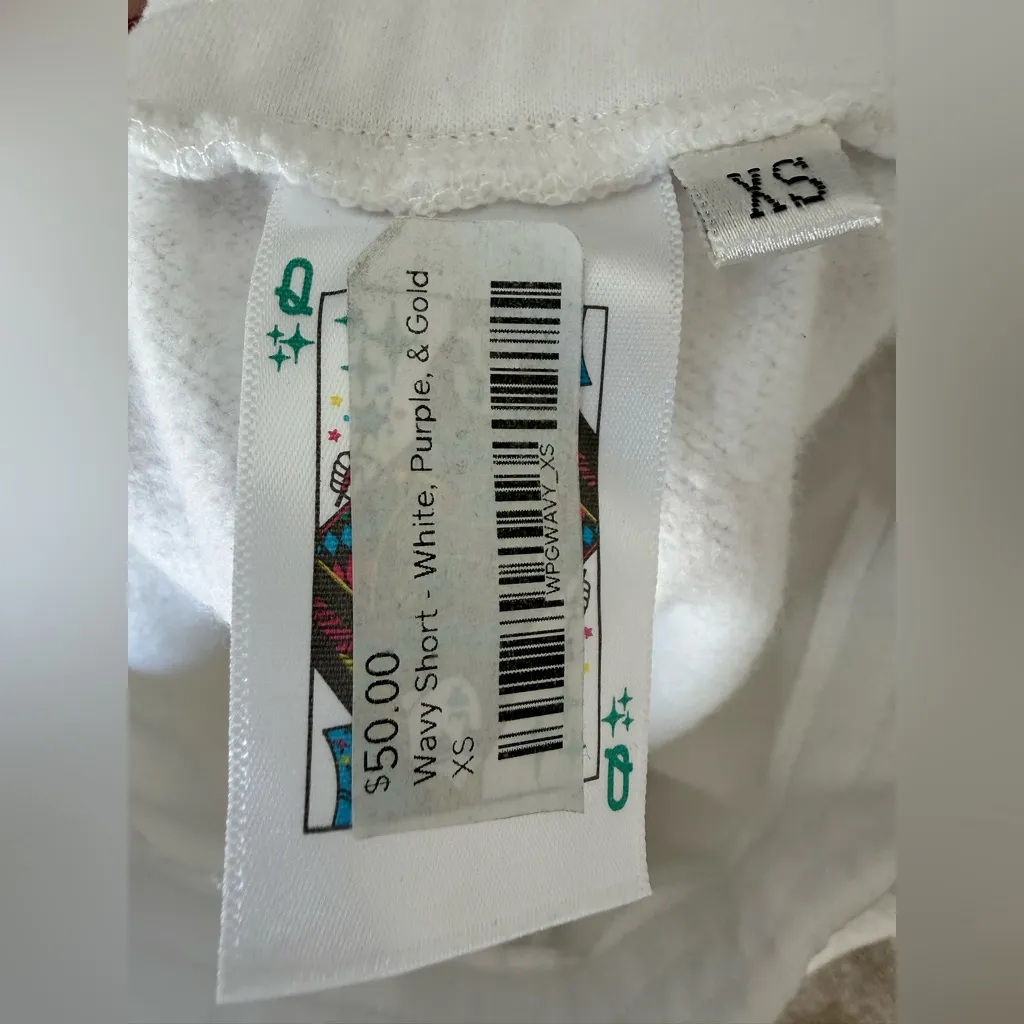 XS
$50.00
Wavy Short - White, Purple, & Gold
XS
WPGWAVY_XS